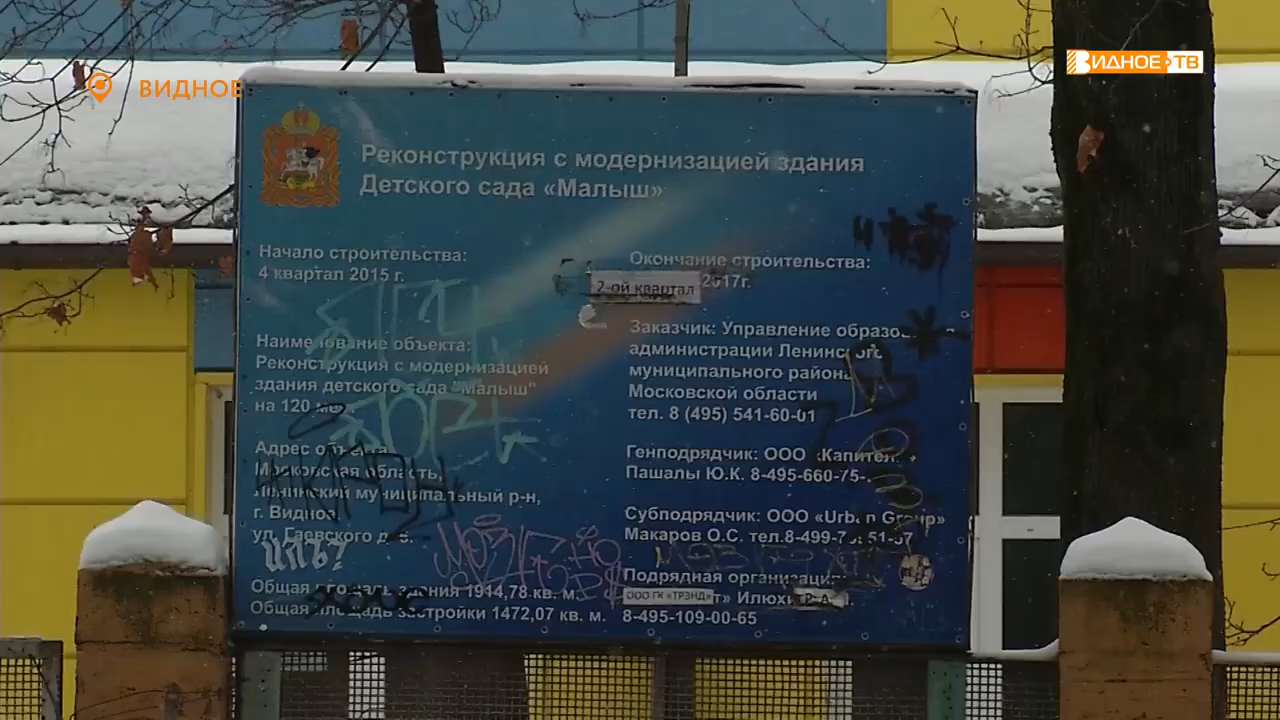 ВИДНОЕ
ВИДНОЕ ТВ
Реконструкция с модернизацией здания
Детского сада «Малыш»
Начало строительства:
4 квартал 2015 г.
Наименование объекта:
Реконструкция с модернизацией
здания детского сада "Малыш"
на 120
Адрес объекта
Московская область,
Ленинский муниципальный р-н,
г. Видное
ул. Гаевского д.
Общая площадь здания 1914,78 кв. м.
Общая площадь застройки 1472,07 кв. м.
Окончание строительства:
2-ой квартал 2017г.
Заказчик: Управление
администрации Ленинского
муниципального района
Московской области
тел. 8 (495) 541-60-01
Генподрядчик: ООО «Капител
Пашалы Ю.К. 8-495-660-75-
Субподрядчик: ООО «Urban Group»
Макаров О.С. тел.8-499-
Подрядная организация
ООО ГК «ТРЭНД»
8-495-109-00-65
ЦПЪ?